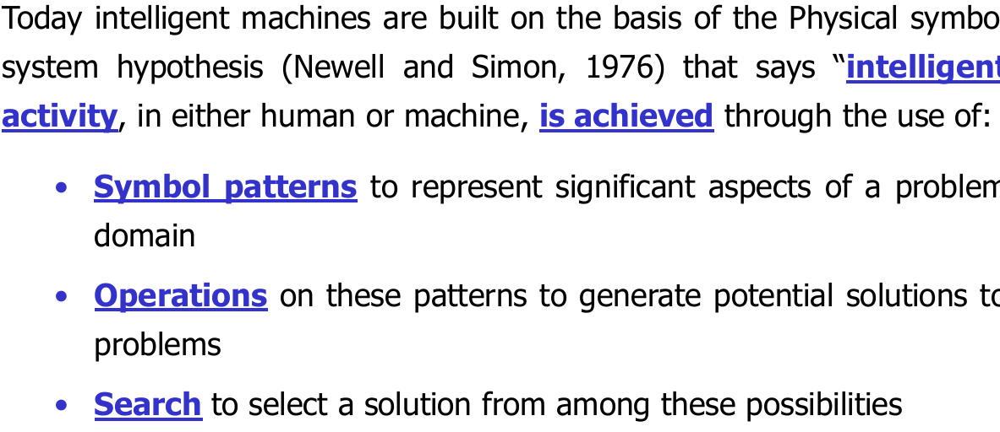 Today intelligent machines are built on the basis of the Physical symbo
system hypothesis (Newell and Simon, 1976) that says “intelligent
activity, in either human or machine, is achieved through the use of:
• Symbol patterns to represent significant aspects of a problem
domain
• Operations on these patterns to generate potential solutions to
problems
• Search to select a solution from among these possibilities